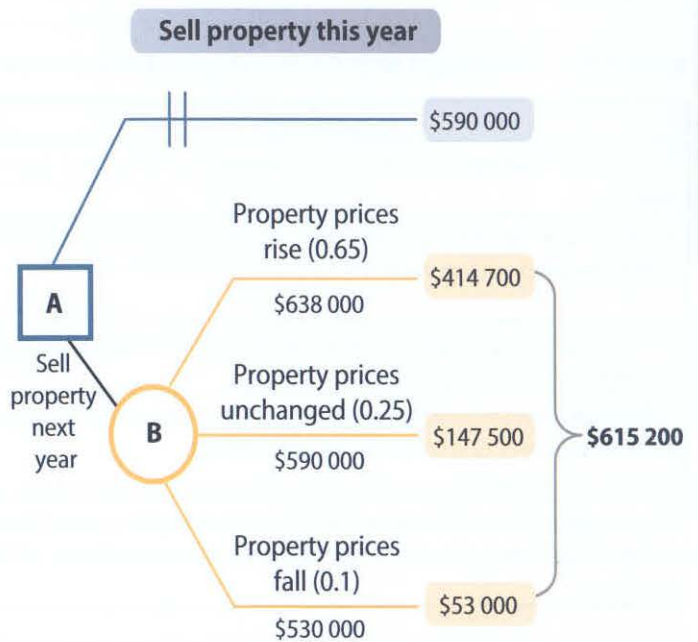 Sell property this year
$590 000
Property prices
rise (0.65)
$638 000
$414 700
A
Sell
property
next
year
B
Property prices
unchanged (0.25)
$590 000
$147 500
$615 200
Property prices
fall (0.1)
$530 000
$53 000